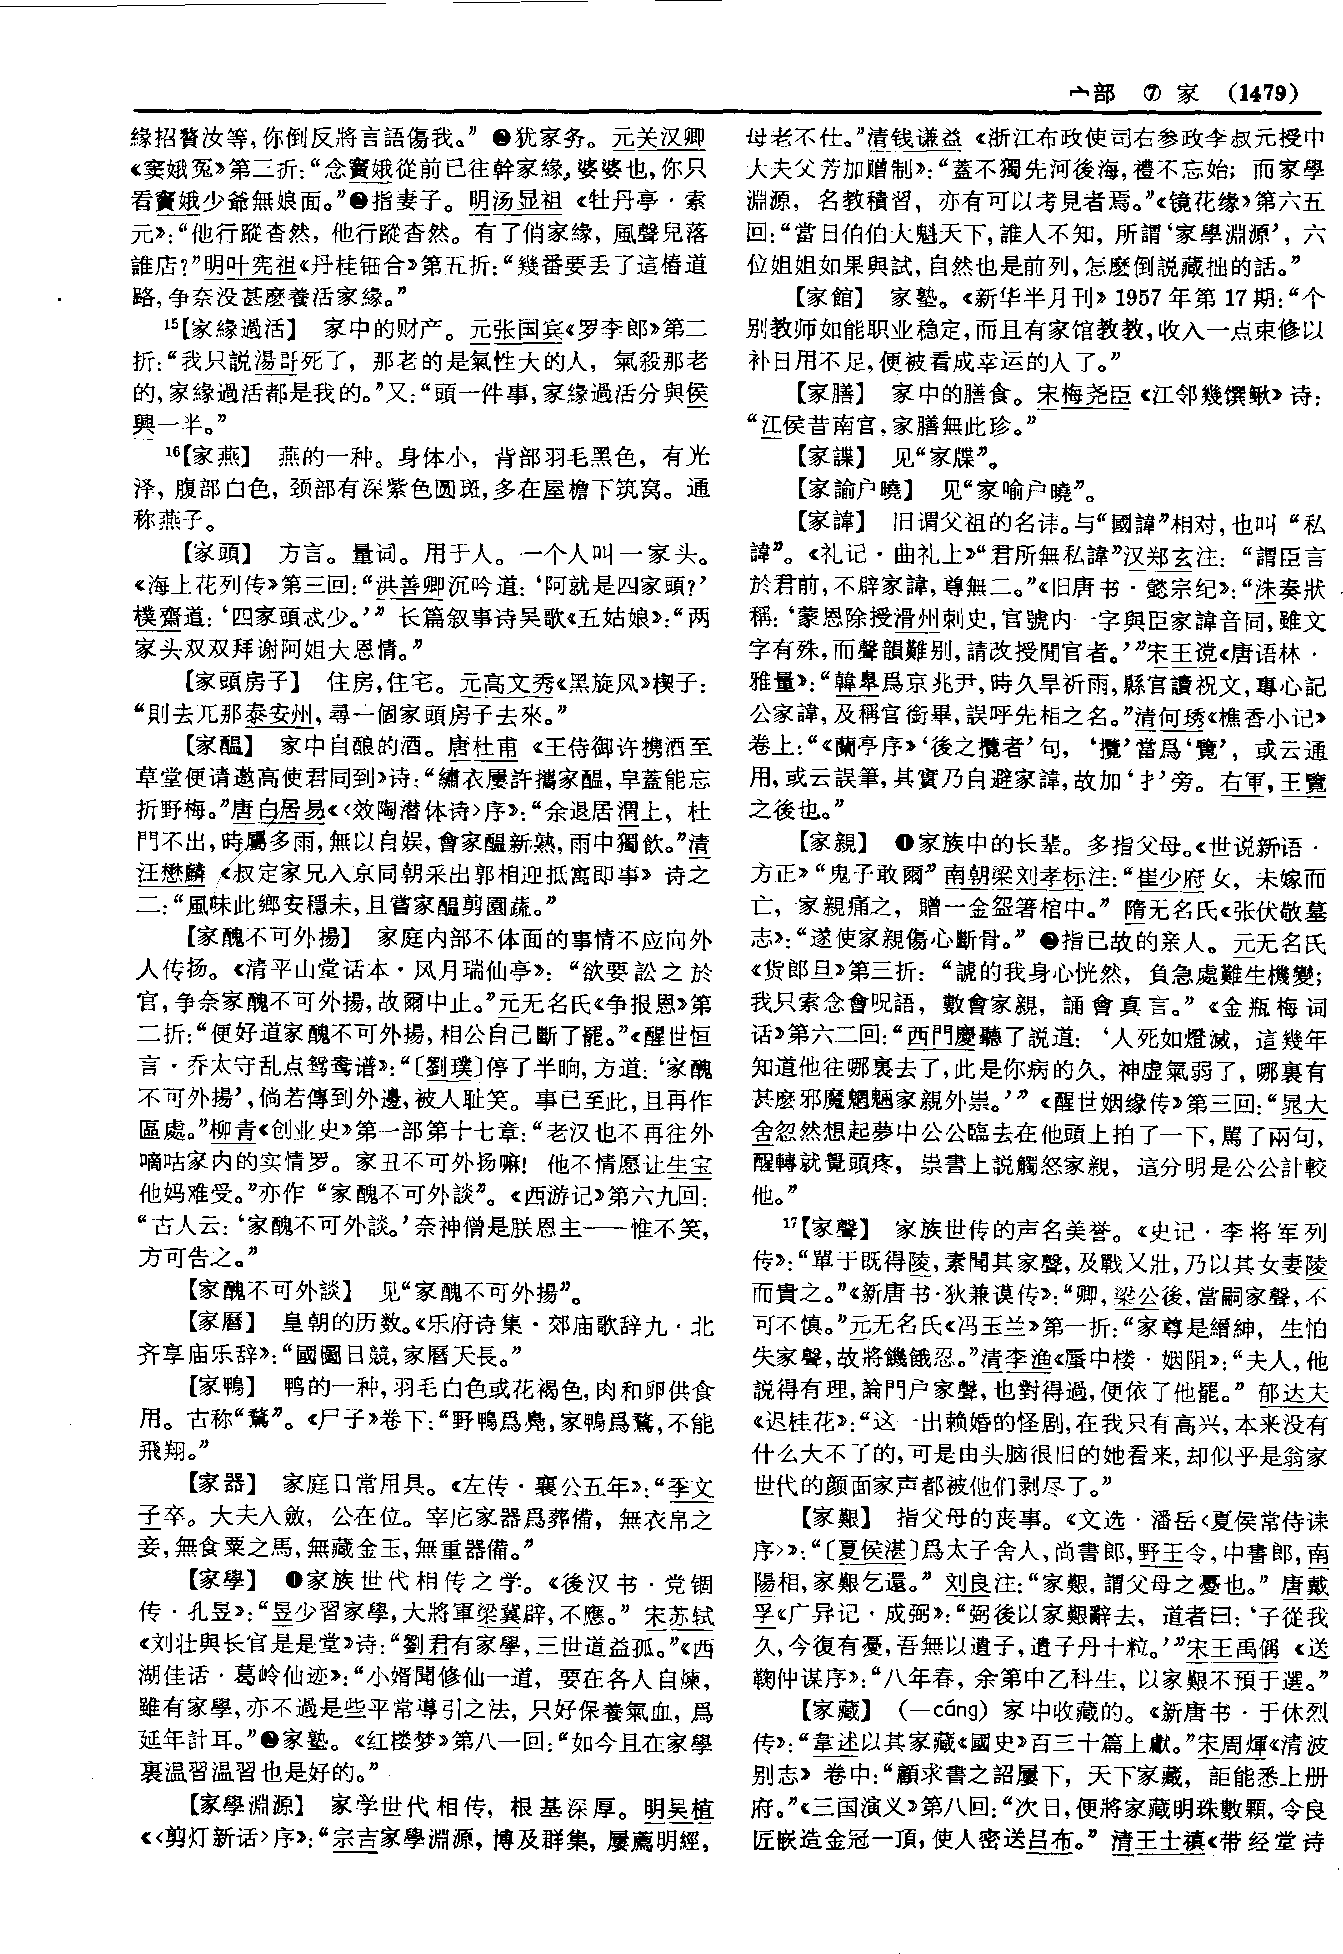 宀部 ⑦ 家 (1479)
緣招贅汝等,你倒反將言語傷我。”❷犹家务。元关汉卿
《窦娥冤》第二折:“念竇娥從前已往幹家緣,婆婆也,你只
看竇娥少爺無娘面。”❸指妻子。明汤显祖《牡丹亭·索
元》:“他行蹤杳然,他行蹤杳然。有了俏家緣,風聲兒落
誰店?”明叶宪祖《丹桂钿合》第五折:“幾番要丢了這樁道
路,争奈没甚麽養活家緣。”
15【家緣過活】 家中的财产。元张国宾《罗李郎》第二
折:“我只説湯哥死了,那老的是氣性大的人,氣殺那老
的,家緣過活都是我的。”又:“頭一件事,家緣過活分與侯
興一半。”
16【家燕】 燕的一种。身体小,背部羽毛黑色,有光
泽,腹部白色,颈部有深紫色圆斑,多在屋檐下筑窝。通
称燕子。
【家頭】 方言。量词。用于人。一个人叫一家头。
《海上花列传》第三回:“洪善卿沉吟道:‘阿就是四家頭?’
樸齋道:‘四家頭忒少。’”长篇叙事诗吴歌《五姑娘》:“两
家头双双拜谢阿姐大恩情。”
【家頭房子】 住房,住宅。元高文秀《黑旋风》楔子:
“則去兀那泰安州,尋一個家頭房子去來。”
【家醖】 家中自酿的酒。唐杜甫《王侍御许携酒至
草堂便请邀高使君同到》诗:“繡衣屢許攜家醖,皁蓋能忘
折野梅。”唐白居易《〈效陶潜体诗〉序》:“余退居渭上,杜
門不出,時屬多雨,無以自娱,會家醖新熟,雨中獨飲。”清
汪懋麟《叔定家兄入京同朝采出郭相迎抵寓即事》诗之
二:“風味此鄉安穩未,且嘗家醖剪園蔬。”
【家醜不可外揚】 家庭内部不体面的事情不应向外
人传扬。《清平山堂话本·风月瑞仙亭》:“欲要訟之於
官,争奈家醜不可外揚,故爾中止。”元无名氏《争报恩》第
二折:“便好道家醜不可外揚,相公自己斷了罷。”《醒世恒
言·乔太守乱点鸳鸯谱》:“〔劉璞〕停了半晌,方道:‘家醜
不可外揚’,倘若傳到外邊,被人耻笑。事已至此,且再作
區處。”柳青《创业史》第一部第十七章:“老汉也不再往外
嘀咕家内的实情罗。家丑不可外扬嘛!他不情愿让生宝
他妈难受。”亦作“家醜不可外談”。《西游记》第六九回:
“古人云:‘家醜不可外談。’奈神僧是朕恩主——惟不笑,
方可告之。”
【家醜不可外談】 见“家醜不可外揚”。
【家曆】 皇朝的历数。《乐府诗集·郊庙歌辞九·北
齐享庙乐辞》:“國圖日競,家曆天長。”
【家鴨】 鸭的一种,羽毛白色或花褐色,肉和卵供食
用。古称“鶩”。《尸子》卷下:“野鴨爲鳧,家鴨爲鶩,不能
飛翔。”
【家器】 家庭日常用具。《左传·襄公五年》:“季文
子卒。大夫入斂,公在位。宰庀家器爲葬備,無衣帛之
妾,無食粟之馬,無藏金玉,無重器備。”
【家學】 ❶家族世代相传之学。《後汉书·党锢
传·孔昱》:“昱少習家學,大將軍梁冀辟,不應。”宋苏轼
《刘壮與长官是是堂》诗:“劉君有家學,三世道益孤。”《西
湖佳话·葛岭仙迹》:“小婿聞修仙一道,要在各人自煉,
雖有家學,亦不過是些平常導引之法,只好保養氣血,爲
延年計耳。”❷家塾。《红楼梦》第八一回:“如今且在家學
裏温習温習也是好的。”
【家學淵源】 家学世代相传,根基深厚。明吴植
《〈剪灯新话〉序》:“宗吉家學淵源,博及群集,屢薦明經,
母老不仕。”清钱谦益《浙江布政使司右参政李叔元授中
大夫父芳加赠制》:“蓋不獨先河後海,禮不忘始;而家學
淵源,名教積習,亦有可以考見者焉。”《镜花缘》第六五
回:“當日伯伯大魁天下,誰人不知,所謂‘家學淵源’,六
位姐姐如果與試,自然也是前列,怎麽倒説藏拙的話。”
【家館】 家塾。《新华半月刊》1957年第17期:“个
别教师如能职业稳定,而且有家馆教教,收入一点束修以
补日用不足,便被看成幸运的人了。”
【家膳】 家中的膳食。宋梅尧臣《江邻幾馔鳅》诗:
“江侯昔南官,家膳無此珍。”
【家諜】 见“家牒”。
【家諭户曉】 见“家喻户曉”。
【家諱】 旧谓父祖的名讳。与“國諱”相对,也叫“私
諱”。《礼记·曲礼上》“君所無私諱”汉郑玄注:“謂臣言
於君前,不辟家諱,尊無二。”《旧唐书·懿宗纪》:“洙奏狀
稱:‘蒙恩除授滑州刺史,官號内一字與臣家諱音同,雖文
字有殊,而聲韻難别,請改授閒官者。’”宋王谠《唐语林·
雅量》:“韓臯爲京兆尹,時久旱祈雨,縣官讀祝文,專心記
公家諱,及稱官銜畢,誤呼先相之名。”清何琇《樵香小记》
卷上:“《蘭亭序》‘後之攬者’句,‘攬’當爲‘覽’,或云通
用,或云誤筆,其實乃自避家諱,故加‘扌’旁。右軍,王覽
之後也。”
【家親】 ❶家族中的长辈。多指父母。《世说新语·
方正》“鬼子敢爾”南朝梁刘孝标注:“崔少府女,未嫁而
亡,家親痛之,贈一金盌著棺中。”隋无名氏《张伏敬墓
志》:“遂使家親傷心斷骨。”❷指已故的亲人。元无名氏
《货郎旦》第三折:“諕的我身心恍然,負急處難生機變;
我只索念會呪語,數會家親,誦會真言。”《金瓶梅词
话》第六二回:“西門慶聽了説道:‘人死如燈滅,這幾年
知道他往哪裏去了,此是你病的久,神虚氣弱了,哪裏有
甚麽邪魔魍魎家親外祟。’”《醒世姻缘传》第三回:“晁大
舍忽然想起夢中公公臨去在他頭上拍了一下,罵了兩句,
醒轉就覺頭疼,祟書上説觸怒家親,這分明是公公計較
他。”
17【家聲】 家族世传的声名美誉。《史记·李将军列
传》:“單于既得陵,素聞其家聲,及戰又壯,乃以其女妻陵
而貴之。”《新唐书·狄兼谟传》:“卿,梁公後,當嗣家聲,不
可不慎。”元无名氏《冯玉兰》第一折:“家尊是縉紳,生怕
失家聲,故將饑餓忍。”清李渔《蜃中楼·姻阻》:“夫人,他
説得有理,論門户家聲,也對得過,便依了他罷。”郁达夫
《迟桂花》:“这一出赖婚的怪剧,在我只有高兴,本来没有
什么大不了的,可是由头脑很旧的她看来,却似乎是翁家
世代的颜面家声都被他们剥尽了。”
【家艱】 指父母的丧事。《文选·潘岳〈夏侯常侍诔
序〉》:“〔夏侯湛〕爲太子舍人,尚書郎,野王令,中書郎,南
陽相,家艱乞還。”刘良注:“家艱,謂父母之憂也。”唐戴
孚《广异记·成弼》:“弼後以家艱辭去,道者曰:‘子從我
久,今復有憂,吾無以遺子,遺子丹十粒。’”宋王禹偁《送
鞠仲谋序》:“八年春,余第中乙科生,以家艱不預于選。”
【家藏】 (—cáng)家中收藏的。《新唐书·于休烈
传》:“韋述以其家藏《國史》百三十篇上獻。”宋周煇《清波
别志》卷中:“顧求書之詔屢下,天下家藏,詎能悉上册
府。”《三国演义》第八回:“次日,便將家藏明珠數顆,令良
匠嵌造金冠一頂,使人密送吕布。”清王士禛《带经堂诗